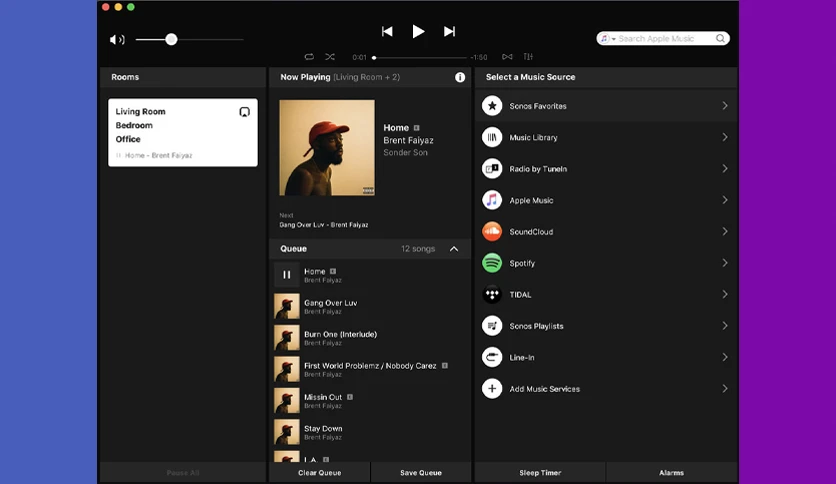 Search Apple Music
0:01
-1:50
Rooms
Living Room
Bedroom
Office
Home - Brent Faiyaz
Pause All
Now Playing (Living Room + 2)
Home E
Brent Faiyaz
Sonder Son
Next
Gang Over Luv - Brent Faiyaz
Queue
12 songs
Home E
Brent Faiyaz
Gang Over Luv
Brent Faiyaz
Burn One (Interlude)
Brent Faiyaz
First World Problemz / Nobody Carez E
Brent Faiyaz
Missin Out E
Brent Faiyaz
Stay Down
Brent Faiyaz
L.A. E
Clear Queue
Save Queue
Select a Music Source
Sonos Favorites
Music Library
Radio by TuneIn
Apple Music
SoundCloud
Spotify
TIDAL
Sonos Playlists
Line-In
Add Music Services
Sleep Timer
Alarms